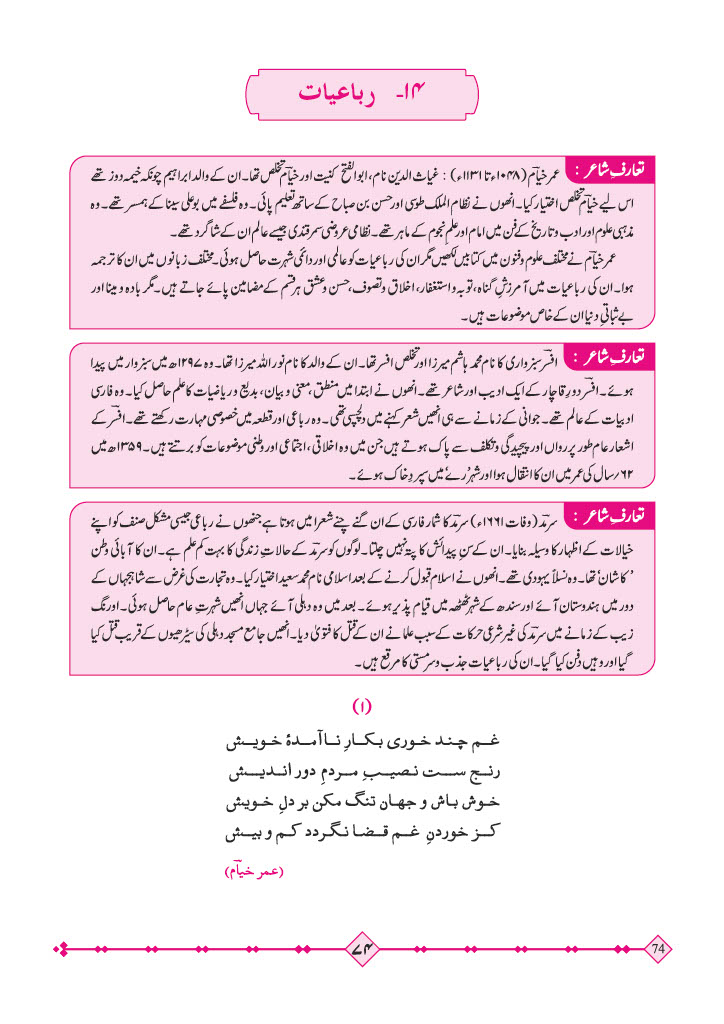 ۱۴- رباعیات
تعارفِ شاعر : عمر خیام (۱۰۴۸ء تا ۱۱۳۱ء) : غیاث الدین نام، ابوالفتح کنیت اور خیام تخلص تھا۔ ان کے والد ابراہیم چونکہ خیمہ دوز تھے
اس لیے خیام تخلص اختیار کیا۔ انھوں نے نظام الملک طوسی اور حسن بن صباح کے ساتھ تعلیم پائی۔ وہ فلسفے میں بوعلی سینا کے ہمسر تھے۔ وہ
مذہبی علوم اور ادب و تاریخ کے فن میں امام اور علمِ نجوم کے ماہر تھے۔ نظامی عروضی سمرقندی جیسے عالم ان کے شاگرد تھے۔
عمر خیام نے مختلف علوم و فنون میں کتابیں لکھیں مگر ان کی رباعیات کو عالمی اور دائمی شہرت حاصل ہوئی۔ مختلف زبانوں میں ان کا ترجمہ
ہوا۔ ان کی رباعیات میں آمرزشِ گناہ، توبہ و استغفار، اخلاق و تصوف، حسن و عشق ہر قسم کے مضامین پائے جاتے ہیں۔ مگر بادہ و مینا اور
بے ثباتیِ دنیا ان کے خاص موضوعات ہیں۔
تعارفِ شاعر : افسر سبزواری کا نام محمد ہاشم میرزا اور تخلص افسر تھا۔ ان کے والد کا نام نور اللہ میرزا تھا۔ وہ ۱۲۹۷ھ میں سبزوار میں پیدا
ہوئے۔ افسر دورِ قاچار کے ایک ادیب اور شاعر تھے۔ انھوں نے ابتدا میں منطق، معنی و بیان، بدیع و ریاضیات کا علم حاصل کیا۔ وہ فارسی
ادبیات کے عالم تھے۔ جوانی کے زمانے سے ہی انھیں شعر کہنے میں دلچسپی تھی۔ وہ رباعی اور قطعہ میں خصوصی مہارت رکھتے تھے۔ افسر کے
اشعار عام طور پر رواں اور پیچیدگی و تکلف سے پاک ہوتے ہیں جن میں وہ اخلاقی، اجتماعی اور وطنی موضوعات کو برتتے ہیں۔ ۱۳۵۹ھ میں
۶۲ سال کی عمر میں ان کا انتقال ہوا اور شہر 'رے' میں سپردِ خاک ہوئے۔
تعارفِ شاعر : سرمد (وفات ۱۶۶۱ء) سرمد کا شمار فارسی کے ان گنے چنے شعرا میں ہوتا ہے جنھوں نے رباعی جیسی مشکل صنف کو اپنے
خیالات کے اظہار کا وسیلہ بنایا۔ ان کے سنِ پیدائش کا پتہ نہیں چلتا۔ لوگوں کو سرمد کے حالاتِ زندگی کا بہت کم علم ہے۔ ان کا آبائی وطن
'کاشان' تھا۔ وہ نسلاً یہودی تھے۔ انھوں نے اسلام قبول کرنے کے بعد اسلامی نام محمد سعید اختیار کیا۔ وہ تجارت کی غرض سے شاہجہاں کے
دور میں ہندوستان آئے اور سندھ کے شہر ٹھٹھہ میں قیام پذیر ہوئے۔ بعد میں وہ دہلی آئے جہاں انھیں شہرتِ عام حاصل ہوئی۔ اورنگ
زیب کے زمانے میں سرمد کی غیر شرعی حرکات کے سبب علما نے ان کے قتل کا فتویٰ دیا۔ انھیں جامع مسجد دہلی کی سیڑھیوں کے قریب قتل کیا
گیا اور وہیں دفن کیا گیا۔ ان کی رباعیات جذب و سرمستی کا مرقع ہیں۔
(۱)
غم چند خوری بکارِ ناآمدۂ خویش
رنج ست نصیبِ مردمِ دور اندیش
خوش باش و جہان تنگ مکن بر دلِ خویش
کز خوردنِ غم قضا نگردد کم و بیش
(عمر خیام)
۷۴
74